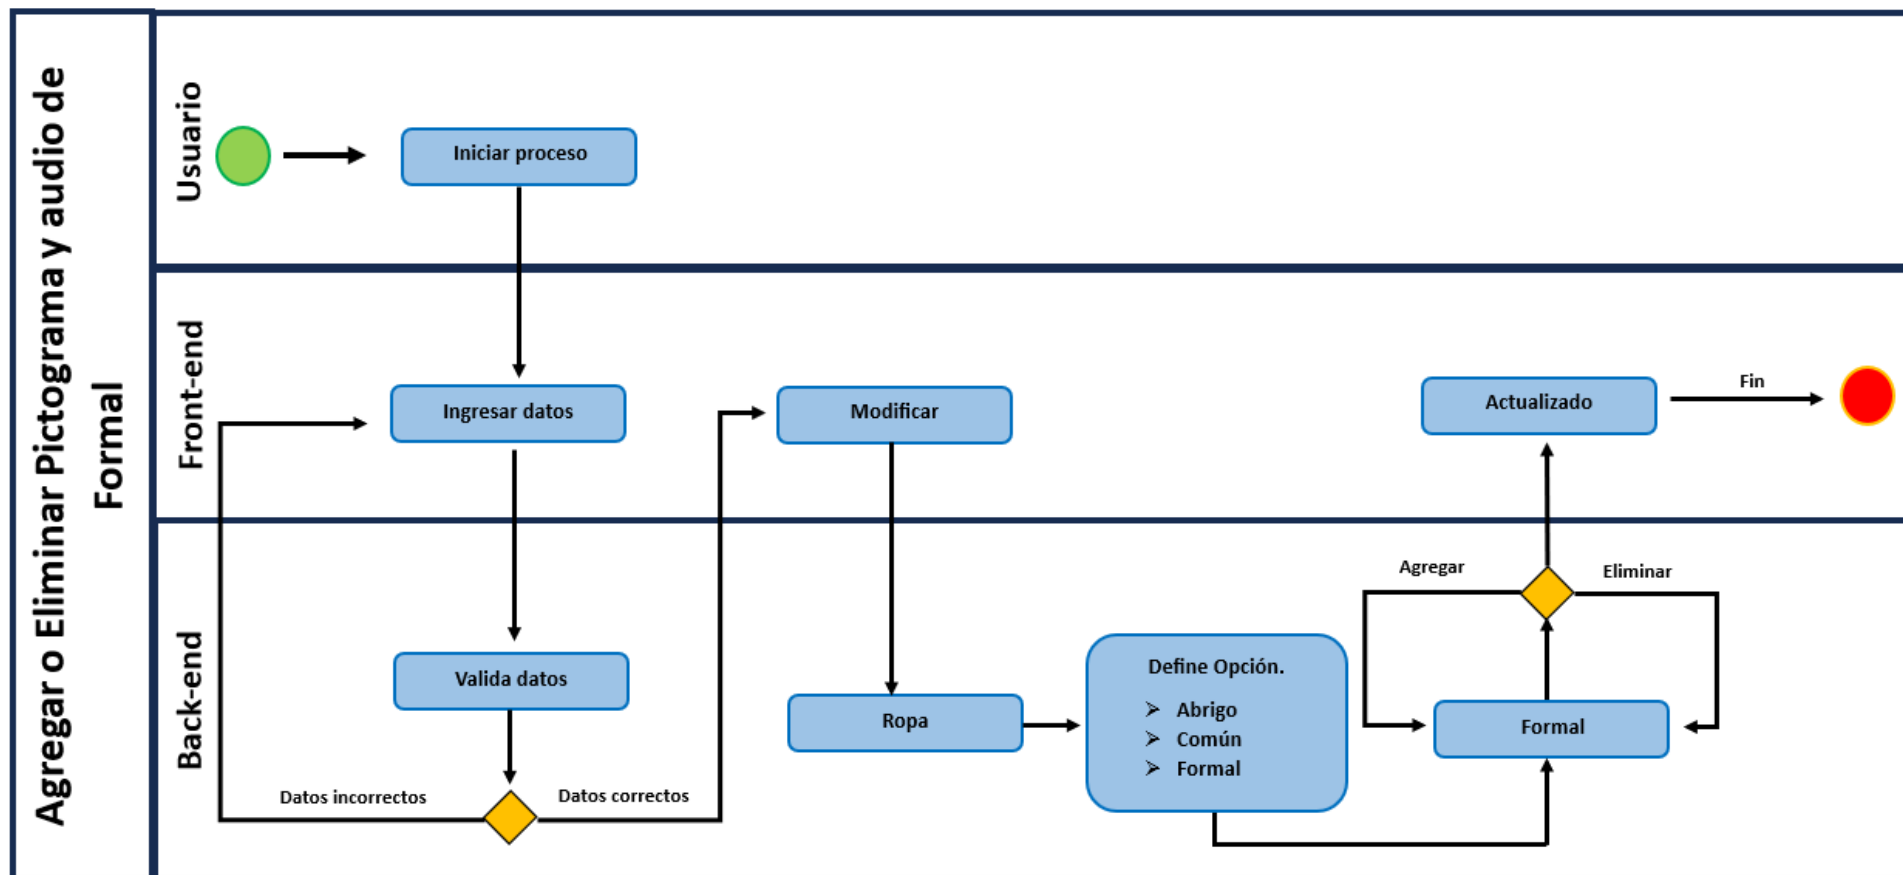 Agregar o Eliminar Pictograma y audio de
Formal
Usuario
Iniciar proceso
Front-end
Ingresar datos
Modificar
Actualizado
Fin
Back-end
Valida datos
Datos incorrectos
Datos correctos
Ropa
Define Opción.
➢ Abrigo
➢ Común
➢ Formal
Agregar
Eliminar
Formal